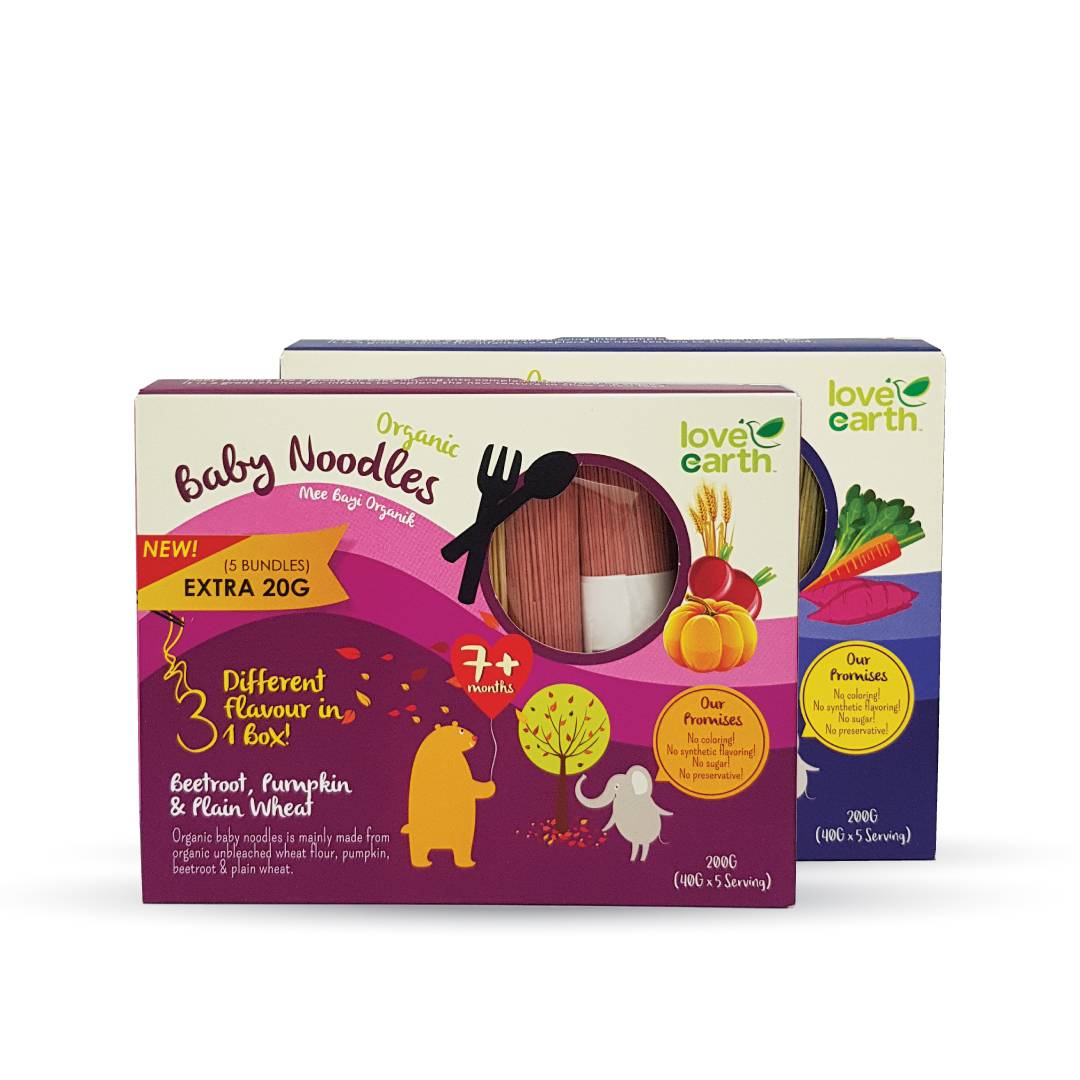 Organic
Baby Noodles
Mee Bayi Organik
love
earth™
NEW!
(5 BUNDLES)
EXTRA 20G
7+
months
3 Different
flavour in
1 Box!
Beetroot, Pumpkin
& Plain Wheat
Organic baby noodles is mainly made from
organic unbleached wheat flour, pumpkin,
beetroot & plain wheat.
Our
Promises
No coloring!
No synthetic flavoring!
No sugar!
No preservative!
200G
(40G x 5 Serving)
love
earth™
Our
Promises
No coloring!
No synthetic flavoring!
No sugar!
No preservative!
200G
(40G x 5 Serving)